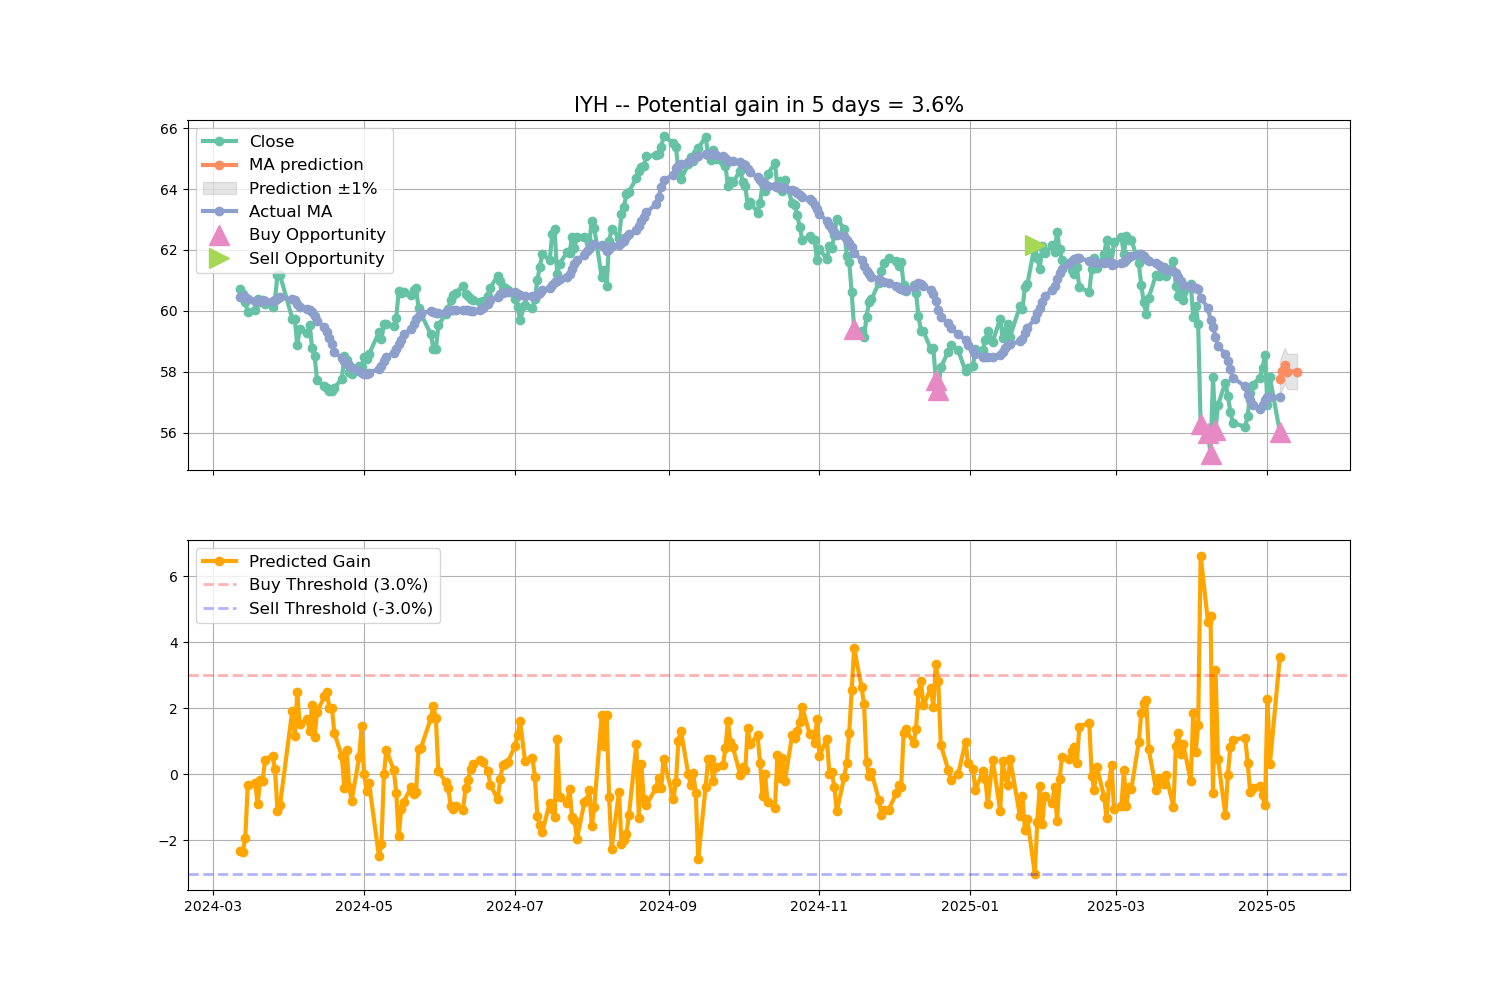 IYH -- Potential gain in 5 days = 3.6%
66
64
62
60
58
56
Close
MA prediction
Prediction ±1%
Actual MA
Buy Opportunity
Sell Opportunity
6
4
2
0
−2
Predicted Gain
Buy Threshold (3.0%)
Sell Threshold (-3.0%)
2024-03
2024-05
2024-07
2024-09
2024-11
2025-01
2025-03
2025-05